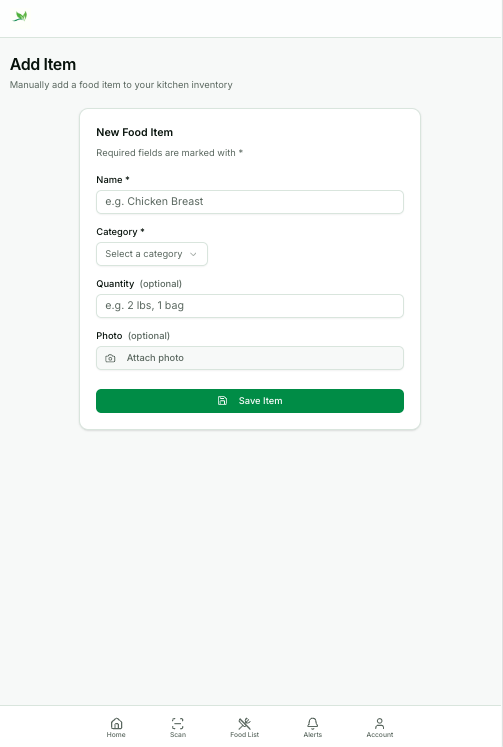 Add Item
Manually add a food item to your kitchen inventory
New Food Item
Required fields are marked with *
Name *
e.g. Chicken Breast
Category *
Select a category
Quantity (optional)
e.g. 2 lbs, 1 bag
Photo (optional)
Attach photo
Save Item
Home Scan Food List Alerts Account